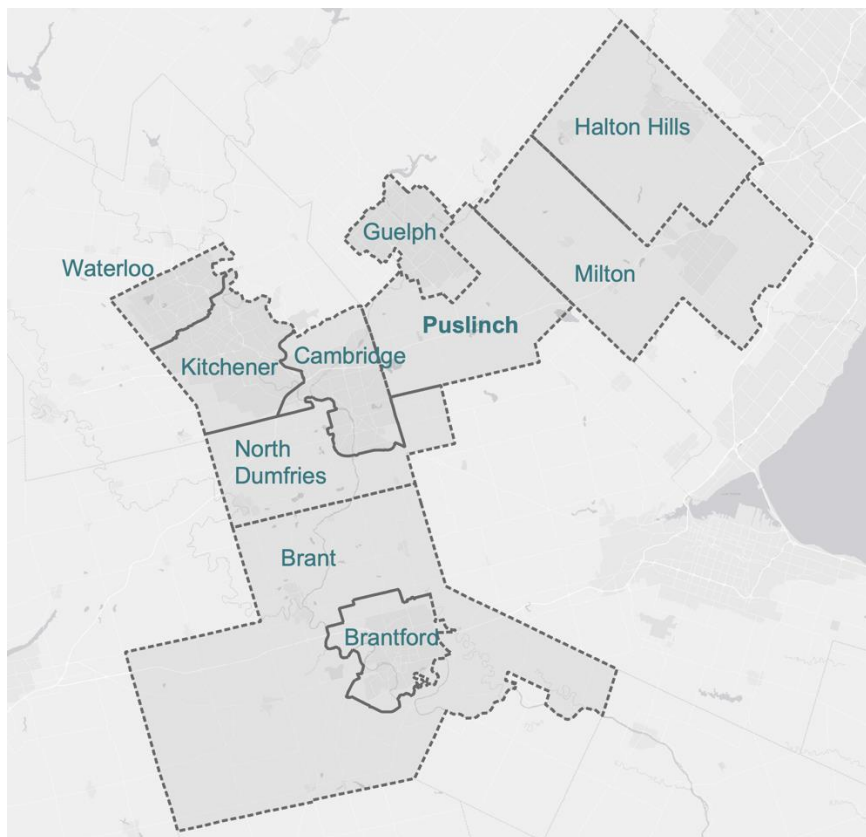 Halton Hills
Guelph
Waterloo
Milton
Puslinch
Cambridge
Kitchener
North
Dumfries
Brant
Brantford